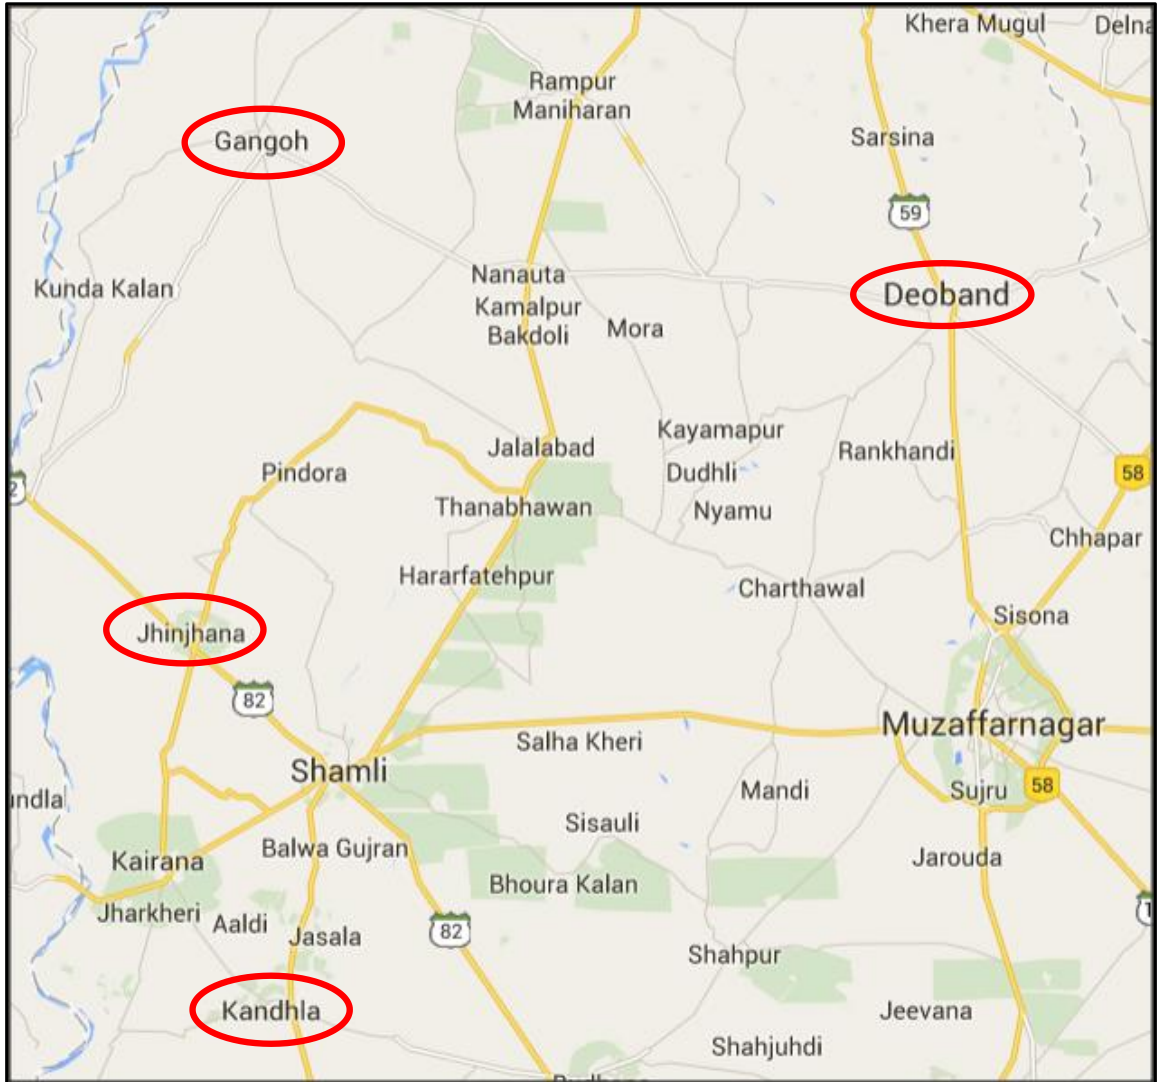 Khera Mugul
Rampur
Maniharan
Sarsina
Gangoh
59
Nanauta
Kunda Kalan
Deoband
Kamalpur
Bakdoli
Mora
Kayamapur
Jalalabad
Rankhandi
Pindora
Dudhli
58
Thanabhawan
Nyamu
Chhapar
Hararfatehpur
Charthawal
Sisona
Jhinjhana
82
Muzaffarnagar
Salha Kheri
Shamli
Mandi
Sujru
58
Sisauli
Balwa Gujran
Kairana
Jarouda
Bhoura Kalan
Jharkheri
Aaldi
Jasala
82
Shahpur
Kandhla
Jeevana
Shahjuhdi